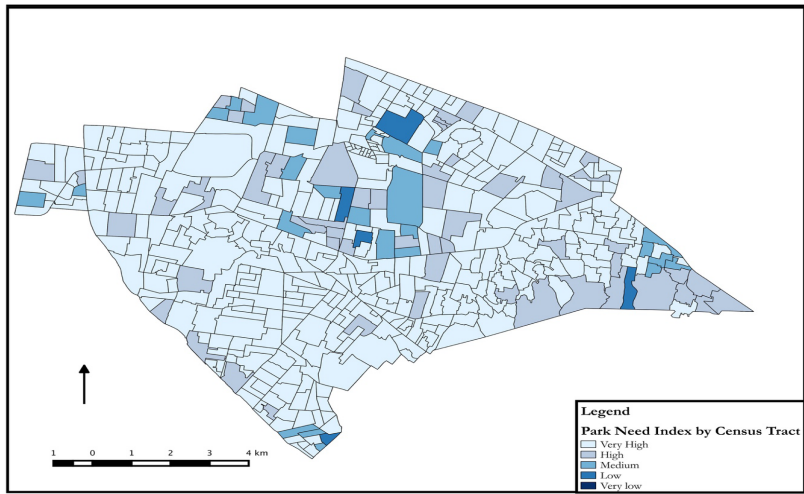 1 0 1 2 3 4 km
Legend
Park Need Index by Census Tract
Very High
High
Medium
Low
Very low